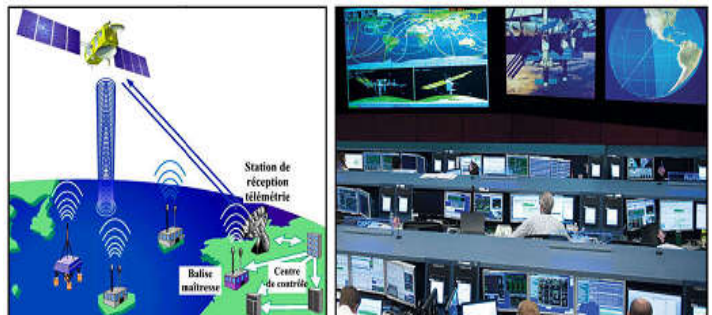 Station de
réception
télémétrie
Balise
maîtresse
Centre
de contrôle